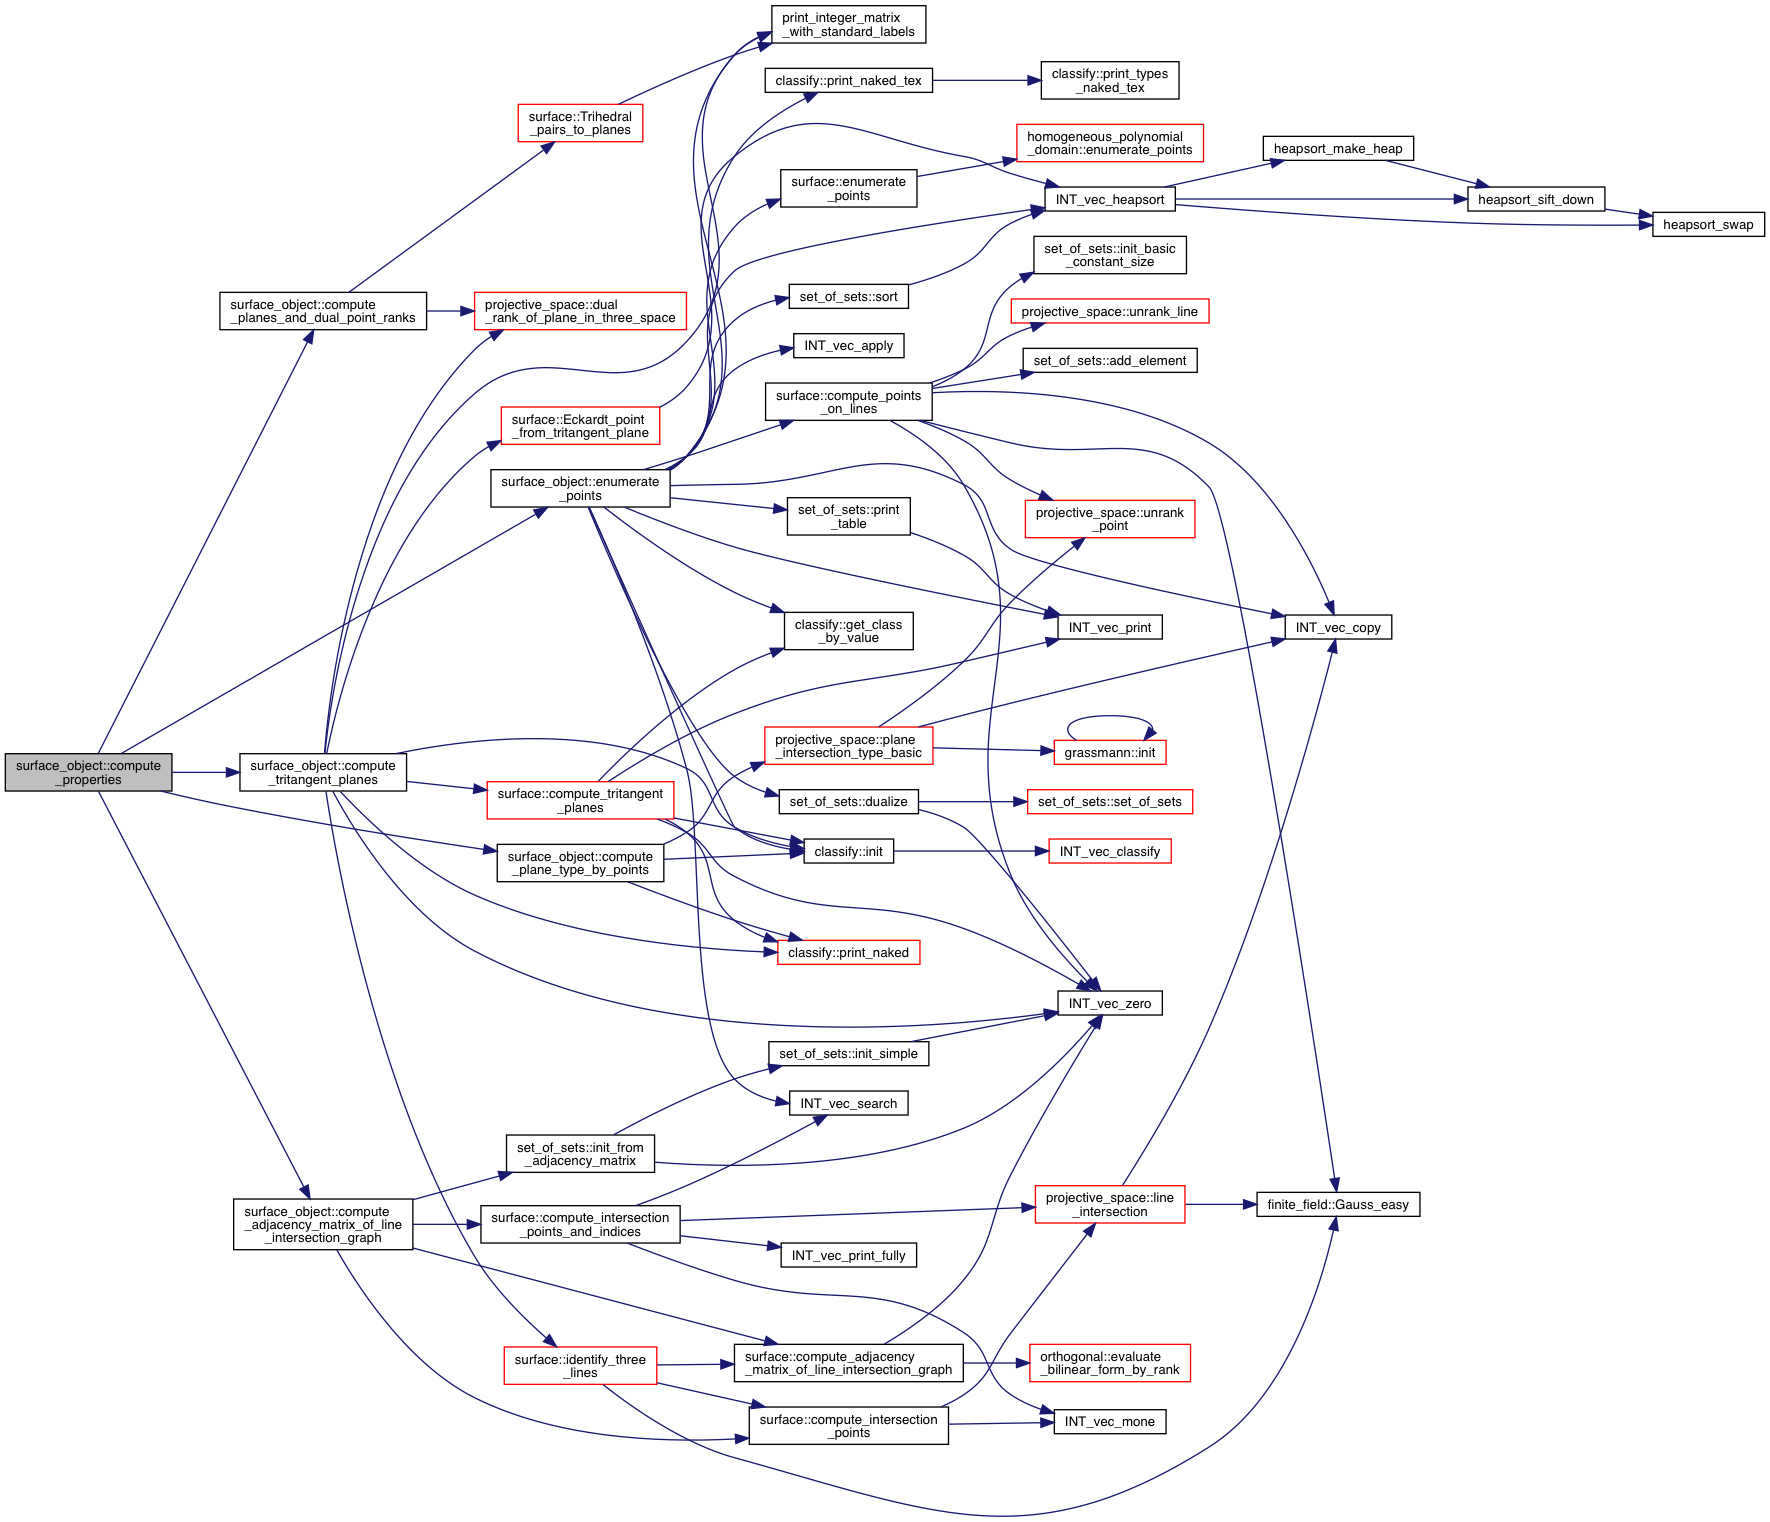 print_integer_matrix
_with_standard_labels
classify::print_naked_tex
classify::print_types
_naked_tex
surface::Trihedral
_pairs_to_planes
homogeneous_polynomial
_domain::enumerate_points
heapsort_make_heap
surface::enumerate
_points
INT_vec_heapsort
heapsort_sift_down
heapsort_swap
set_of_sets::init_basic
_constant_size
surface_object::compute
_planes_and_dual_point_ranks
projective_space::dual
_rank_of_plane_in_three_space
set_of_sets::sort
projective_space::unrank_line
INT_vec_apply
set_of_sets::add_element
surface::compute_points
_on_lines
surface::Eckardt_point
_from_tritangent_plane
surface_object::enumerate
_points
set_of_sets::print
_table
projective_space::unrank
_point
classify::get_class
_by_value
INT_vec_print
INT_vec_copy
projective_space::plane
_intersection_type_basic
grassmann::init
surface_object::compute
_properties
surface_object::compute
_tritangent_planes
surface::compute_tritangent
_planes
set_of_sets::dualize
set_of_sets::set_of_sets
surface_object::compute
_plane_type_by_points
classify::init
INT_vec_classify
classify::print_naked
INT_vec_zero
set_of_sets::init_simple
INT_vec_search
set_of_sets::init_from
_adjacency_matrix
surface_object::compute
_adjacency_matrix_of_line
_intersection_graph
surface::compute_intersection
_points_and_indices
projective_space::line
_intersection
finite_field::Gauss_easy
INT_vec_print_fully
surface::identify_three
_lines
surface::compute_adjacency
_matrix_of_line_intersection_graph
orthogonal::evaluate
_bilinear_form_by_rank
surface::compute_intersection
_points
INT_vec_mone